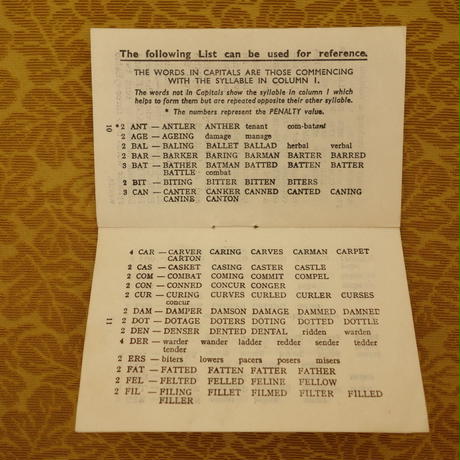 The following List can be used for reference.
THE WORDS IN CAPITALS ARE THOSE COMMENCING
WITH THE SYLLABLE IN COLUMN 1.
The words not in Capitals show the syllable in column 1 which
helps to form them but are repeated opposite their other syllable.
* The numbers represent the PENALTY value.
10
*2 ANT — ANTLER ANTHER tenant com-batant
2 AGE — AGEING damage manage
2 BAL — BALING BALLET BALLAD herbal verbal
2 BAR — BARKER BARING BARMAN BARTER BARRED
3 BAT — BATHER BATMAN BATTED BATTEN BATTER
BATTLE combat
2 BIT — BITING BITTER BITTEN BITERS
3 CAN — CANTER CANKER CANNED CANTED CANING
CANINE CANTON
4 CAR — CARVER CARING CARVES CARMAN CARPET
CARTON
2 CAS — CASKET CASING CASTER CASTLE
2 COM — COMBAT COMING COMMIT COMPEL
2 CON — CONNED CONCUR CONGER
2 CUR — CURING CURVES CURLED CURLER CURSES
concur
2 DAM — DAMPER DAMSON DAMAGE DAMMED DAMNED
11
2 DOT — DOTAGE DOTERS DOTING DOTTED DOTTLE
2 DEN — DENSER DENTED DENTAL ridden warden
4 DER — warder wander ladder redder sender tedder
tender
2 ERS — biters lowers pacers posers misers
2 FAT — FATTED FATTEN FATTER FATHER
2 FEL — FELTED FELLED FELINE FELLOW
2 FIL — FILING FILLET FILMED FILTER FILLED
FILLER